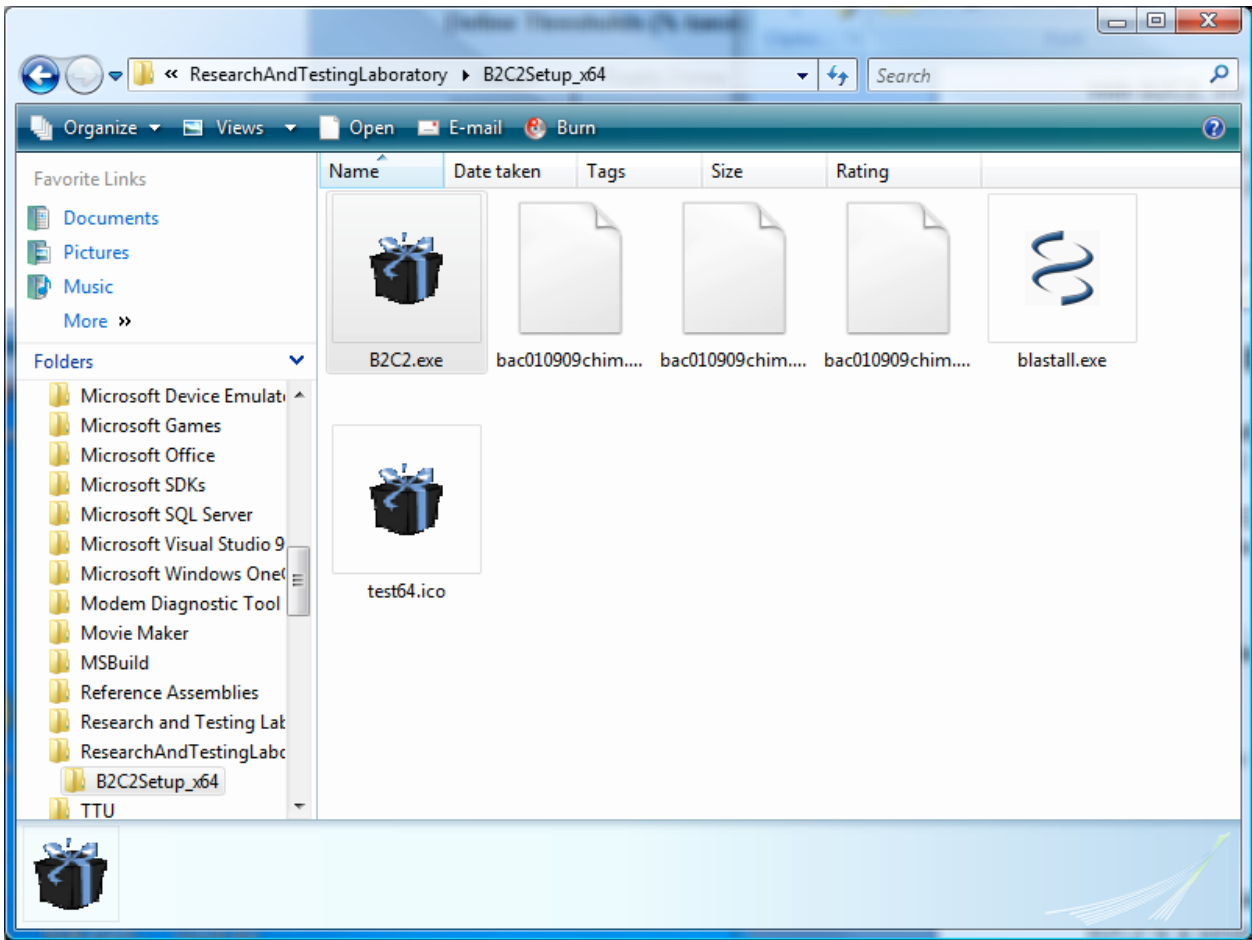 « ResearchAndTestingLaboratory ▸ B2C2Setup_x64
Search
Organize Views Open E-mail Burn
Favorite Links
Documents
Pictures
Music
More »
Folders
Microsoft Device Emulat
Microsoft Games
Microsoft Office
Microsoft SDKs
Microsoft SQL Server
Microsoft Visual Studio 9
Microsoft Windows One
Modem Diagnostic Tool
Movie Maker
MSBuild
Reference Assemblies
Research and Testing Lab
ResearchAndTestingLabo
B2C2Setup_x64
TTU
Name Date taken Tags Size Rating
B2C2.exe bac010909chim.... bac010909chim.... bac010909chim.... blastall.exe
test64.ico